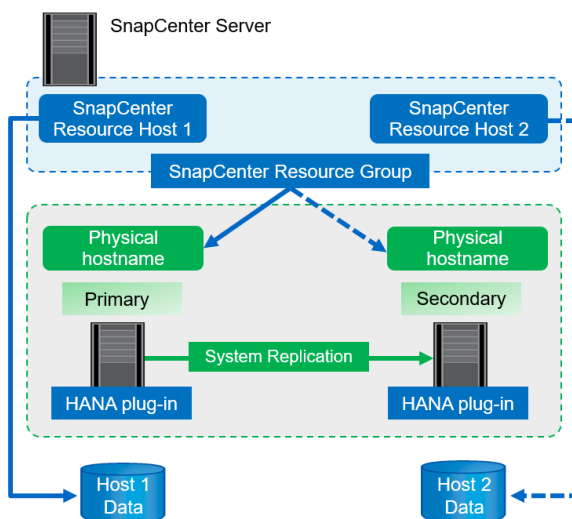 SnapCenter Server
SnapCenter
Resource Host 1
SnapCenter
Resource Host 2
SnapCenter Resource Group
Physical
hostname
Physical
hostname
Primary
Secondary
System Replication
HANA plug-in
HANA plug-in
Host 1
Data
Host 2
Data